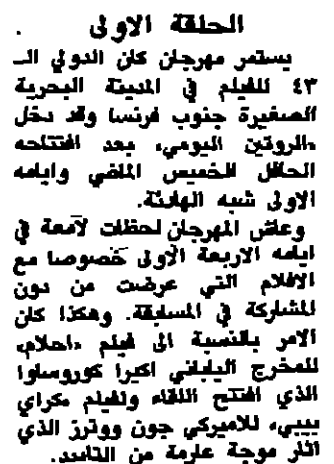 الحلقة الاولى
يستمر مهرجان كان الدولي الـ
٤٣ للفيلم في المدينة البحرية
الصغيرة جنوب فرنسا وقد دخل
«الروتين اليومي» بعد افتتاحه
الحافل الخميس الماضي وايامه
الاولى شبه الهادئة.
وعاش المهرجان لحظات لامعة في
ايامه الاربعة الاولى خصوصا مع
الافلام التي عرضت من دون
المشاركة في المسابقة. وهكذا كان
الامر بالنسبة الى فيلم «احلام»
للمخرج الياباني اكيرا كوروساوا
الذي افتتح اللقاء ولفيلم «كراي
بيبي» للاميركي جون ووترز الذي
اثار موجة عارمة من التاييد.